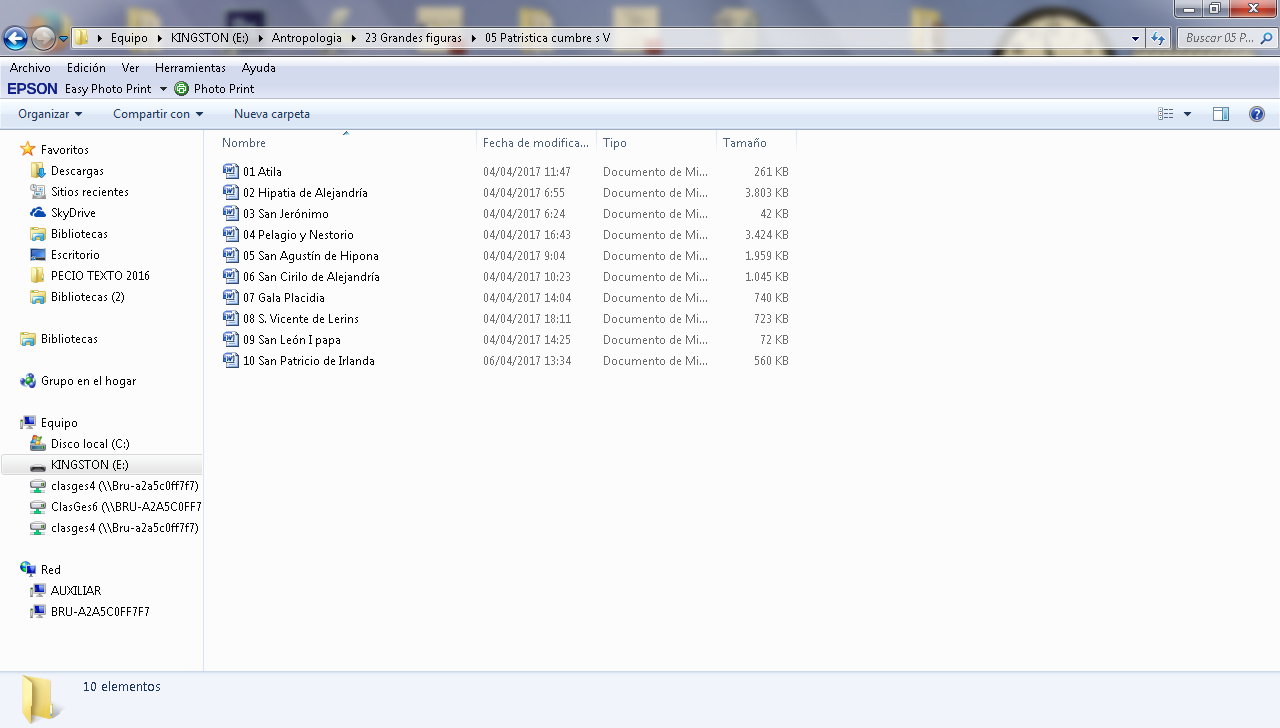 Equipo KINGSTON (E:) Antropologia 23 Grandes figuras 05 Patristica cumbre s V Buscar 05 P...
Archivo Edición Ver Herramientas Ayuda
EPSON Easy Photo Print Photo Print
Organizar Compartir con Nueva carpeta
Favoritos
Descargas
Sitios recientes
SkyDrive
Bibliotecas
Escritorio
PECIO TEXTO 2016
Bibliotecas (2)
Bibliotecas
Grupo en el hogar
Equipo
Disco local (C:)
KINGSTON (E:)
clasges4 (\\Bru-a2a5c0ff7f7)
ClasGes6 (\\BRU-A2A5C0FF7
clasges4 (\\Bru-a2a5c0ff7f7)
Red
AUXILIAR
BRU-A2A5C0FF7F7
Nombre Fecha de modifica... Tipo Tamaño
01 Atila 04/04/2017 11:47 Documento de Mi... 261 KB
02 Hipatia de Alejandría 04/04/2017 6:55 Documento de Mi... 3.803 KB
03 San Jerónimo 04/04/2017 6:24 Documento de Mi... 42 KB
04 Pelagio y Nestorio 04/04/2017 16:43 Documento de Mi... 3.424 KB
05 San Agustín de Hipona 04/04/2017 9:04 Documento de Mi... 1.959 KB
06 San Cirilo de Alejandría 04/04/2017 10:23 Documento de Mi... 1.045 KB
07 Gala Placidia 04/04/2017 14:04 Documento de Mi... 740 KB
08 S. Vicente de Lerins 04/04/2017 18:11 Documento de Mi... 723 KB
09 San León I papa 04/04/2017 14:25 Documento de Mi... 72 KB
10 San Patricio de Irlanda 06/04/2017 13:34 Documento de Mi... 560 KB
10 elementos